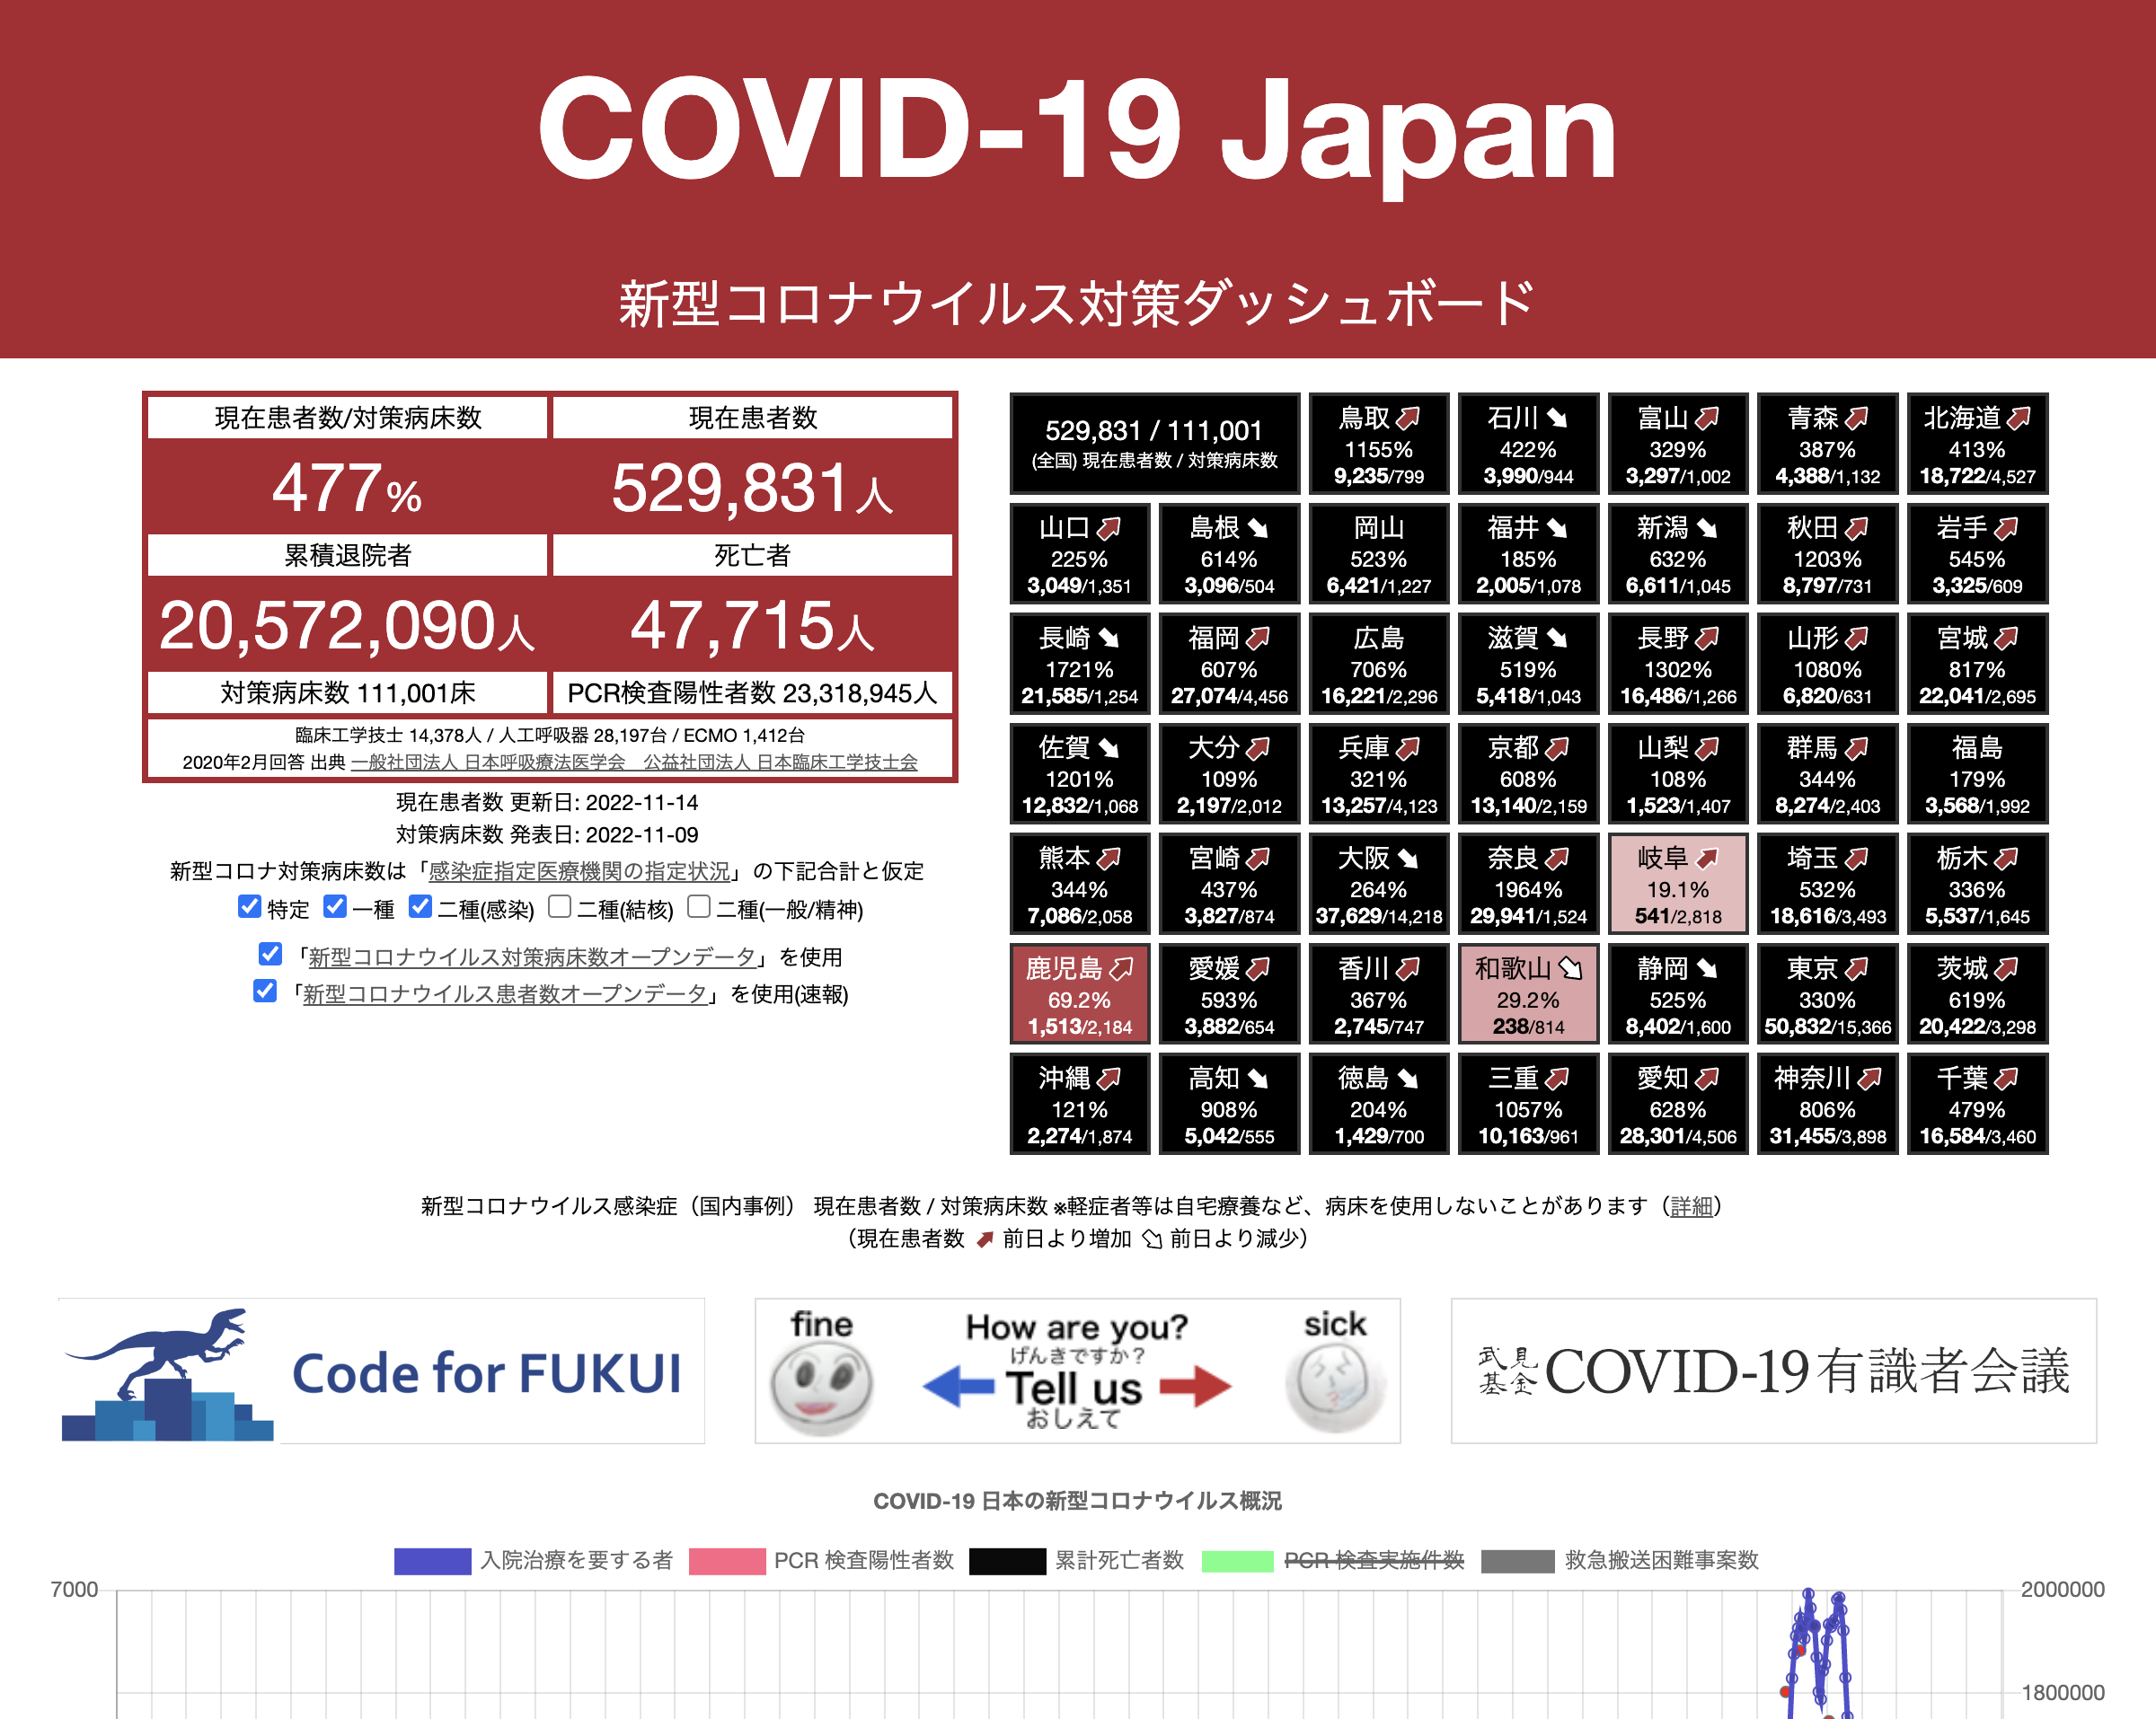 COVID-19 Japan
新型コロナウイルス対策ダッシュボード
現在患者数/対策病床数
現在患者数
477%
529,831人
累積退院者
死亡者
20,572,090人
47,715人
対策病床数 111,001床
PCR検査陽性者数 23,318,945人
臨床工学技士 14,378人 / 人工呼吸器 28,197台 / ECMO 1,412台
2020年2月回答 出典 一般社団法人 日本呼吸療法医学会　公益社団法人 日本臨床工学技士会
現在患者数 更新日: 2022-11-14
対策病床数 発表日: 2022-11-09
新型コロナ対策病床数は「感染症指定医療機関の指定状況」の下記合計と仮定
特定 一種 二種(感染) 二種(結核) 二種(一般/精神)
「新型コロナウイルス対策病床数オープンデータ」を使用
「新型コロナウイルス患者数オープンデータ」を使用(速報)
529,831 / 111,001
(全国) 現在患者数 / 対策病床数
鳥取
1155%
9,235/799
石川
422%
3,990/944
富山
329%
3,297/1,002
青森
387%
4,388/1,132
北海道
413%
18,722/4,527
山口
225%
3,049/1,351
島根
614%
3,096/504
岡山
523%
6,421/1,227
福井
185%
2,005/1,078
新潟
632%
6,611/1,045
秋田
1203%
8,797/731
岩手
545%
3,325/609
長崎
1721%
21,585/1,254
福岡
607%
27,074/4,456
広島
706%
16,221/2,296
滋賀
519%
5,418/1,043
長野
1302%
16,486/1,266
山形
1080%
6,820/631
宮城
817%
22,041/2,695
佐賀
1201%
12,832/1,068
大分
109%
2,197/2,012
兵庫
321%
13,257/4,123
京都
608%
13,140/2,159
山梨
108%
1,523/1,407
群馬
344%
8,274/2,403
福島
179%
3,568/1,992
熊本
344%
7,086/2,058
宮崎
437%
3,827/874
大阪
264%
37,629/14,218
奈良
1964%
29,941/1,524
岐阜
19.1%
541/2,818
埼玉
532%
18,616/3,493
栃木
336%
5,537/1,645
鹿児島
69.2%
1,513/2,184
愛媛
593%
3,882/654
香川
367%
2,745/747
和歌山
29.2%
238/814
静岡
525%
8,402/1,600
東京
330%
50,832/15,366
茨城
619%
20,422/3,298
沖縄
121%
2,274/1,874
高知
908%
5,042/555
徳島
204%
1,429/700
三重
1057%
10,163/961
愛知
628%
28,301/4,506
神奈川
806%
31,455/3,898
千葉
479%
16,584/3,460
新型コロナウイルス感染症（国内事例） 現在患者数 / 対策病床数 ※軽症者等は自宅療養など、病床を使用しないことがあります（詳細）
（現在患者数 前日より増加 前日より減少）
Code for FUKUI
fine
How are you?
げんきですか？
Tell us
おしえて
sick
武見基金 COVID-19有識者会議
COVID-19 日本の新型コロナウイルス概況
入院治療を要する者 PCR 検査陽性者数 累計死亡者数 PCR 検査実施件数 救急搬送困難事案数
7000
2000000
1800000